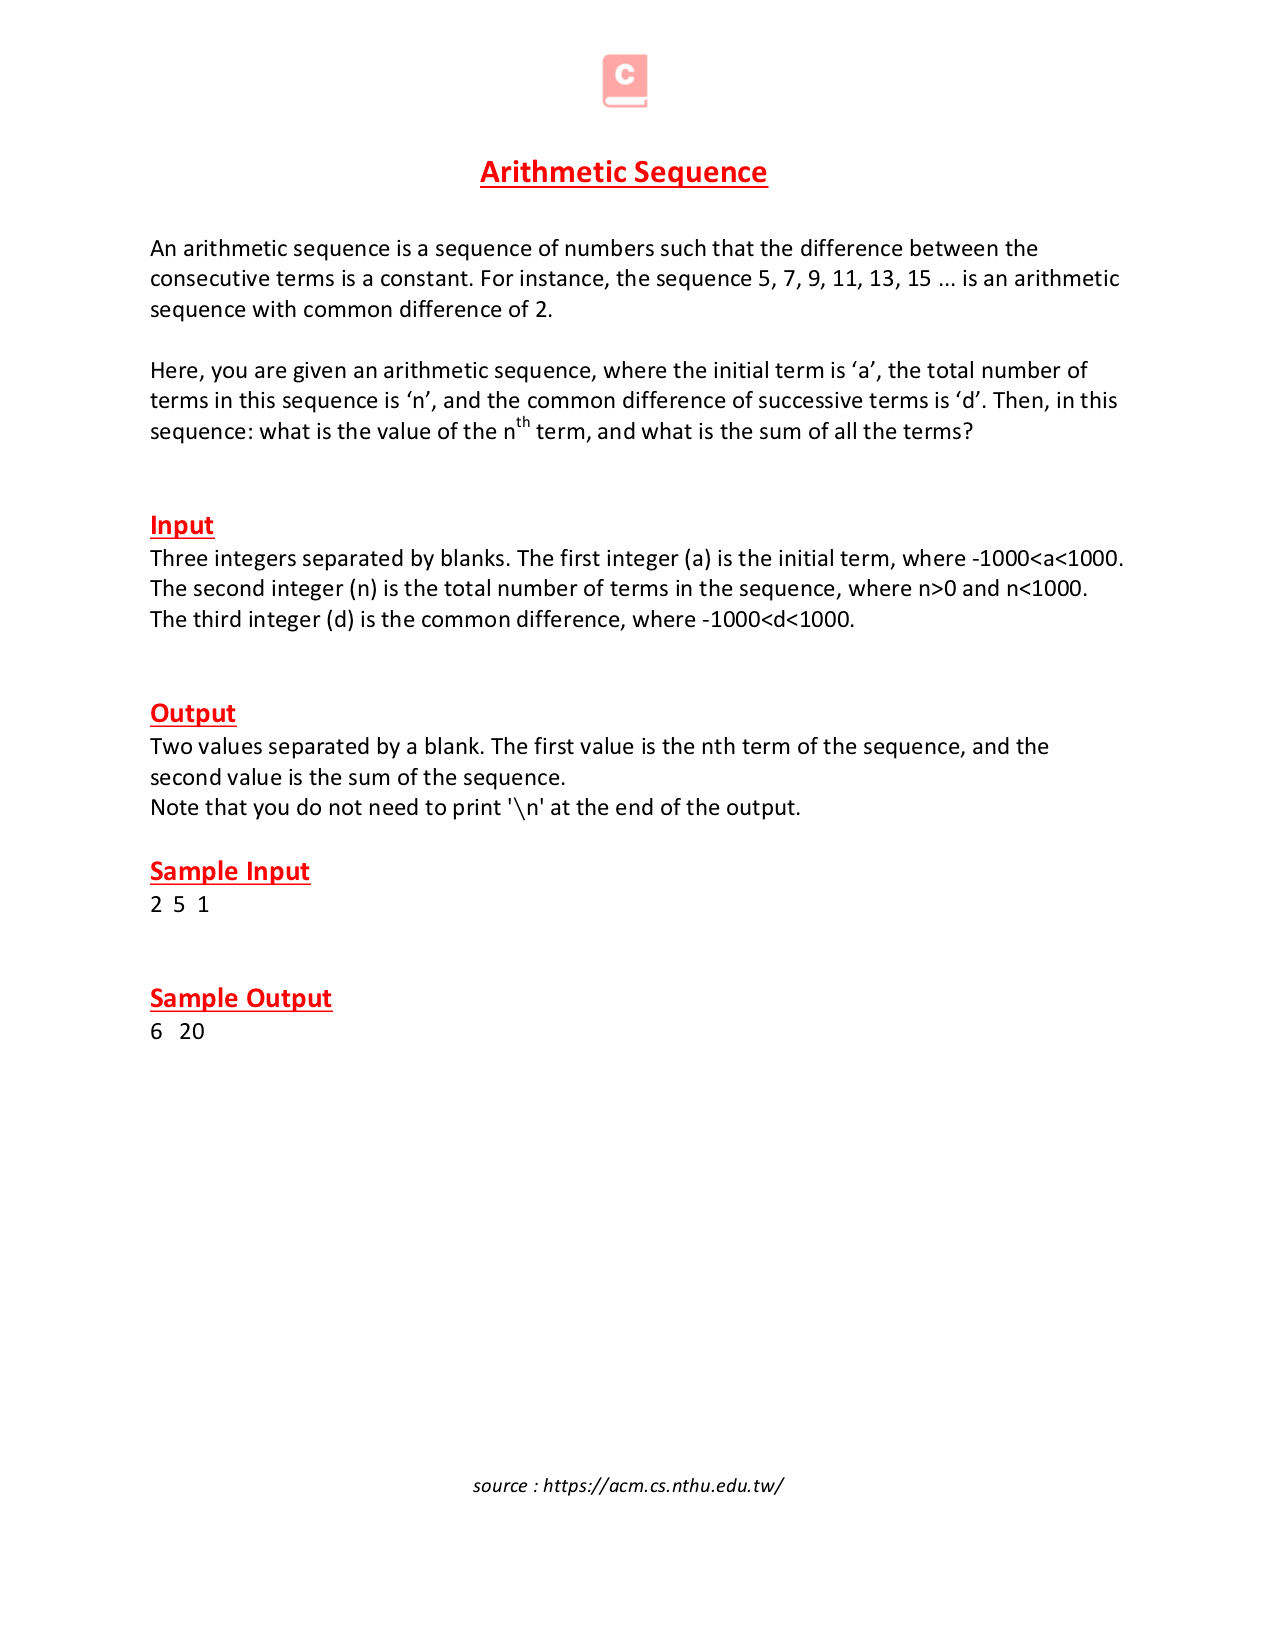 C
Arithmetic Sequence
An arithmetic sequence is a sequence of numbers such that the difference between the
consecutive terms is a constant. For instance, the sequence 5, 7, 9, 11, 13, 15 ... is an arithmetic
sequence with common difference of 2.
Here, you are given an arithmetic sequence, where the initial term is ‘a’, the total number of
terms in this sequence is ‘n’, and the common difference of successive terms is ‘d’. Then, in this
sequence: what is the value of the nth term, and what is the sum of all the terms?
Input
Three integers separated by blanks. The first integer (a) is the initial term, where -1000<a<1000.
The second integer (n) is the total number of terms in the sequence, where n>0 and n<1000.
The third integer (d) is the common difference, where -1000<d<1000.
Output
Two values separated by a blank. The first value is the nth term of the sequence, and the
second value is the sum of the sequence.
Note that you do not need to print '\n' at the end of the output.
Sample Input
2 5 1
Sample Output
6 20
source : https://acm.cs.nthu.edu.tw/